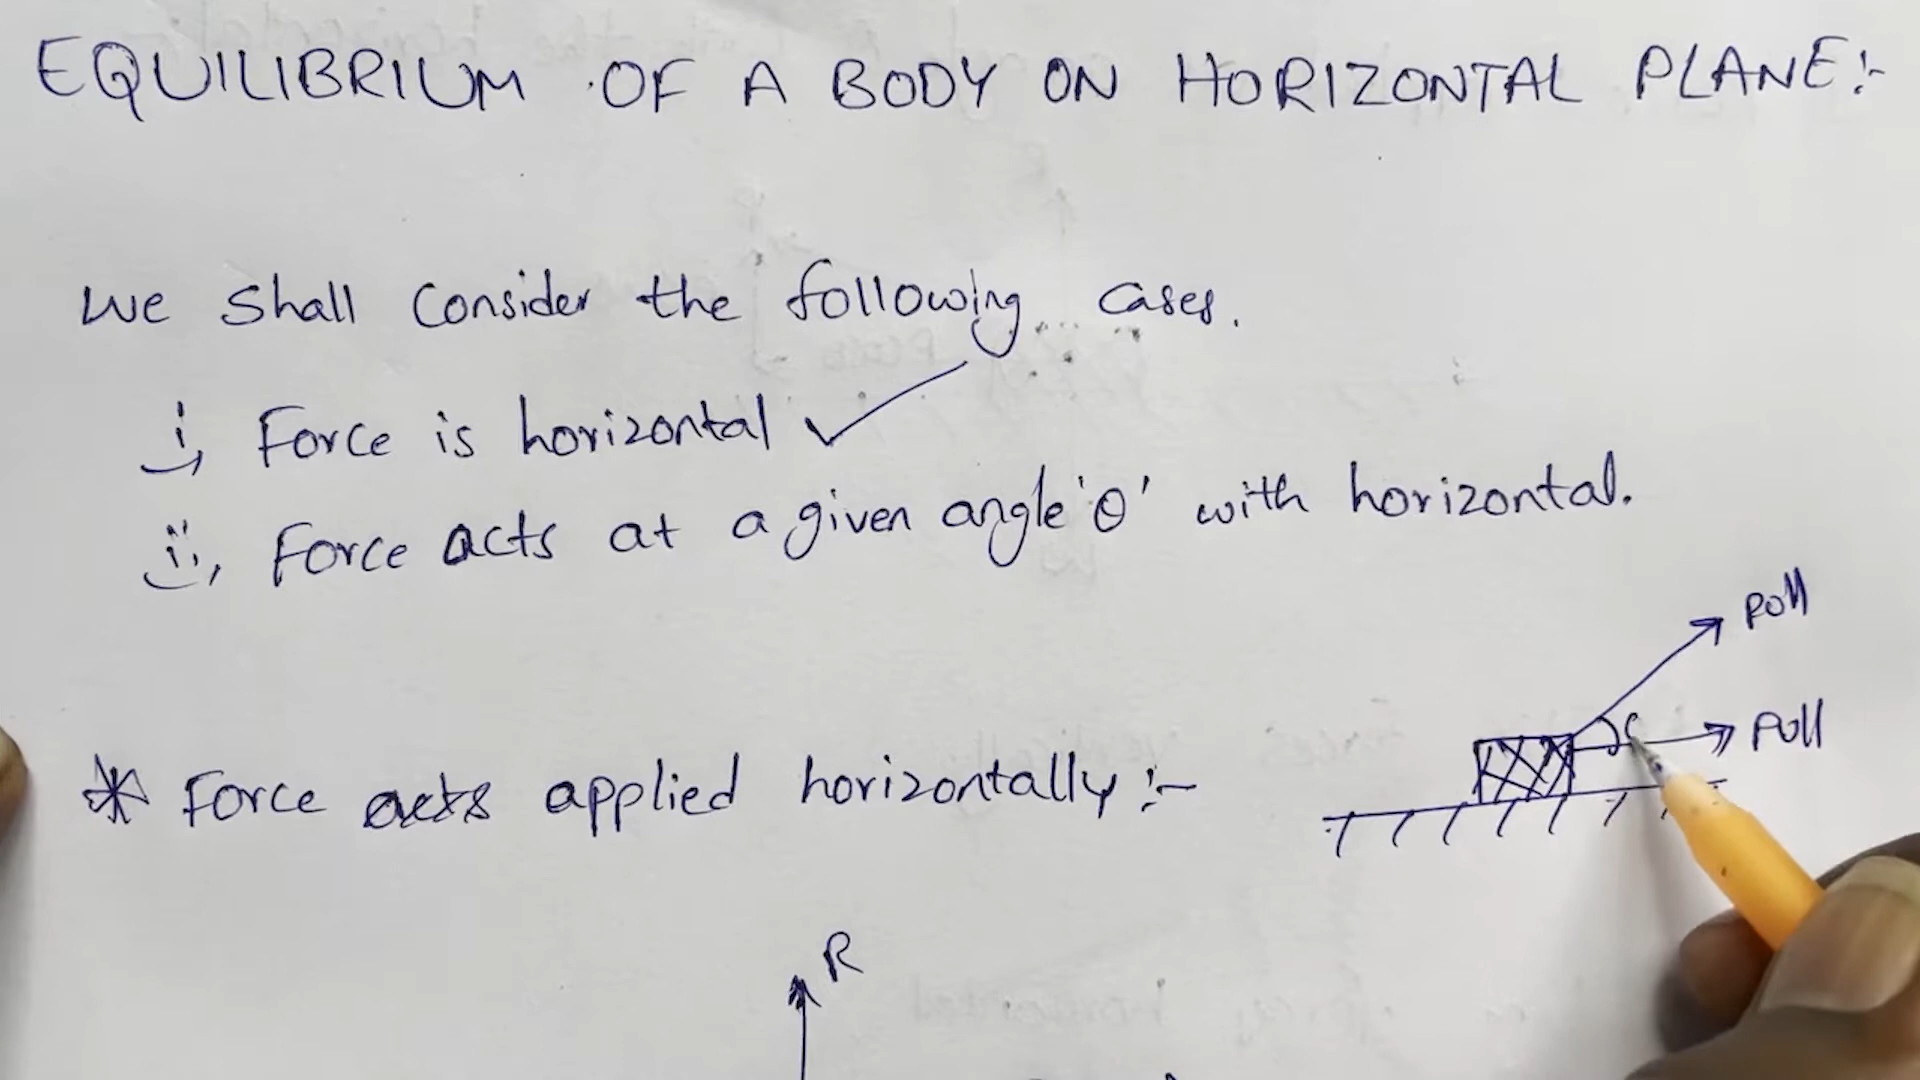 EQUILIBRIUM OF A BODY ON HORIZONTAL PLANE:-
We shall consider the following cases.
i, Force is horizontal ✓
ii, Force acts at a given angle 'θ' with horizontal.
Pull
Pull
* Force acts applied horizontally :-
R